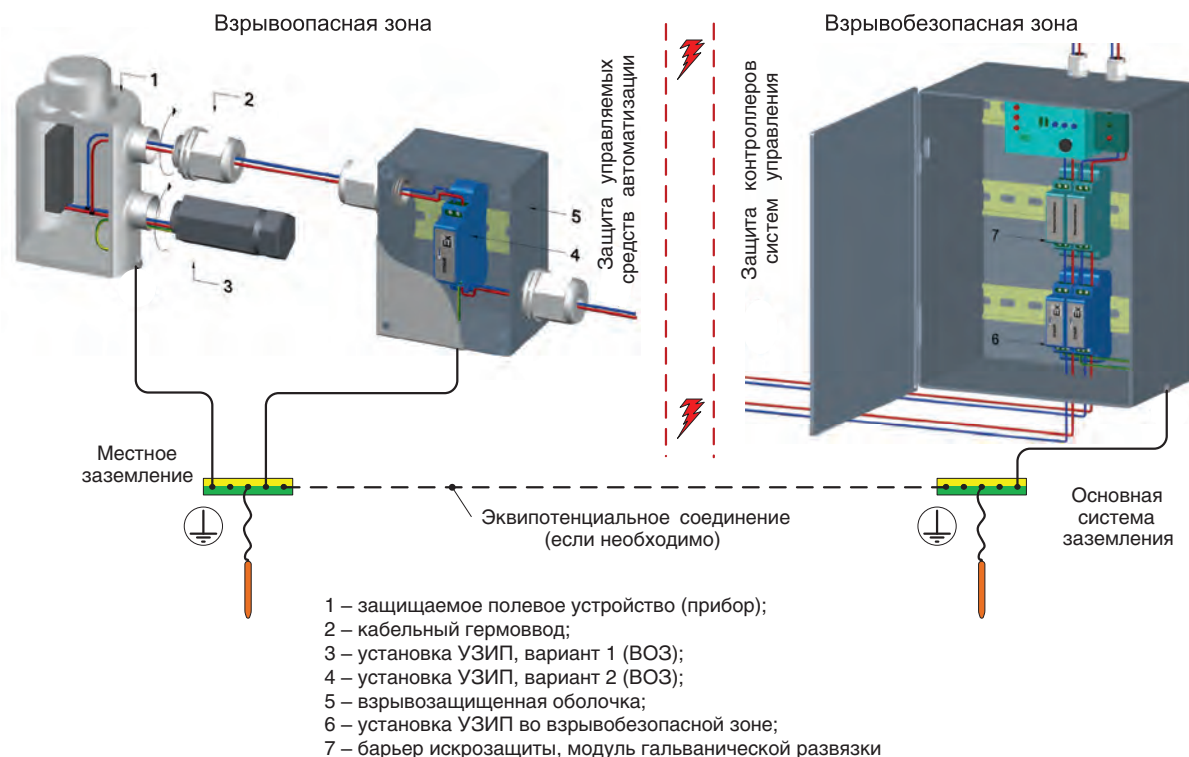 Взрывоопасная зона
Взрывобезопасная зона
1
2
3
5
4
Защита управляемых
средств автоматизации
Защита контроллеров
систем управления
7
6
Ex
Ex
Местное
заземление
Эквипотенциальное соединение
(если необходимо)
Основная
система
заземления
1 – защищаемое полевое устройство (прибор);
2 – кабельный гермоввод;
3 – установка УЗИП, вариант 1 (ВОЗ);
4 – установка УЗИП, вариант 2 (ВОЗ);
5 – взрывозащищенная оболочка;
6 – установка УЗИП во взрывобезопасной зоне;
7 – барьер искрозащиты, модуль гальванической развязки